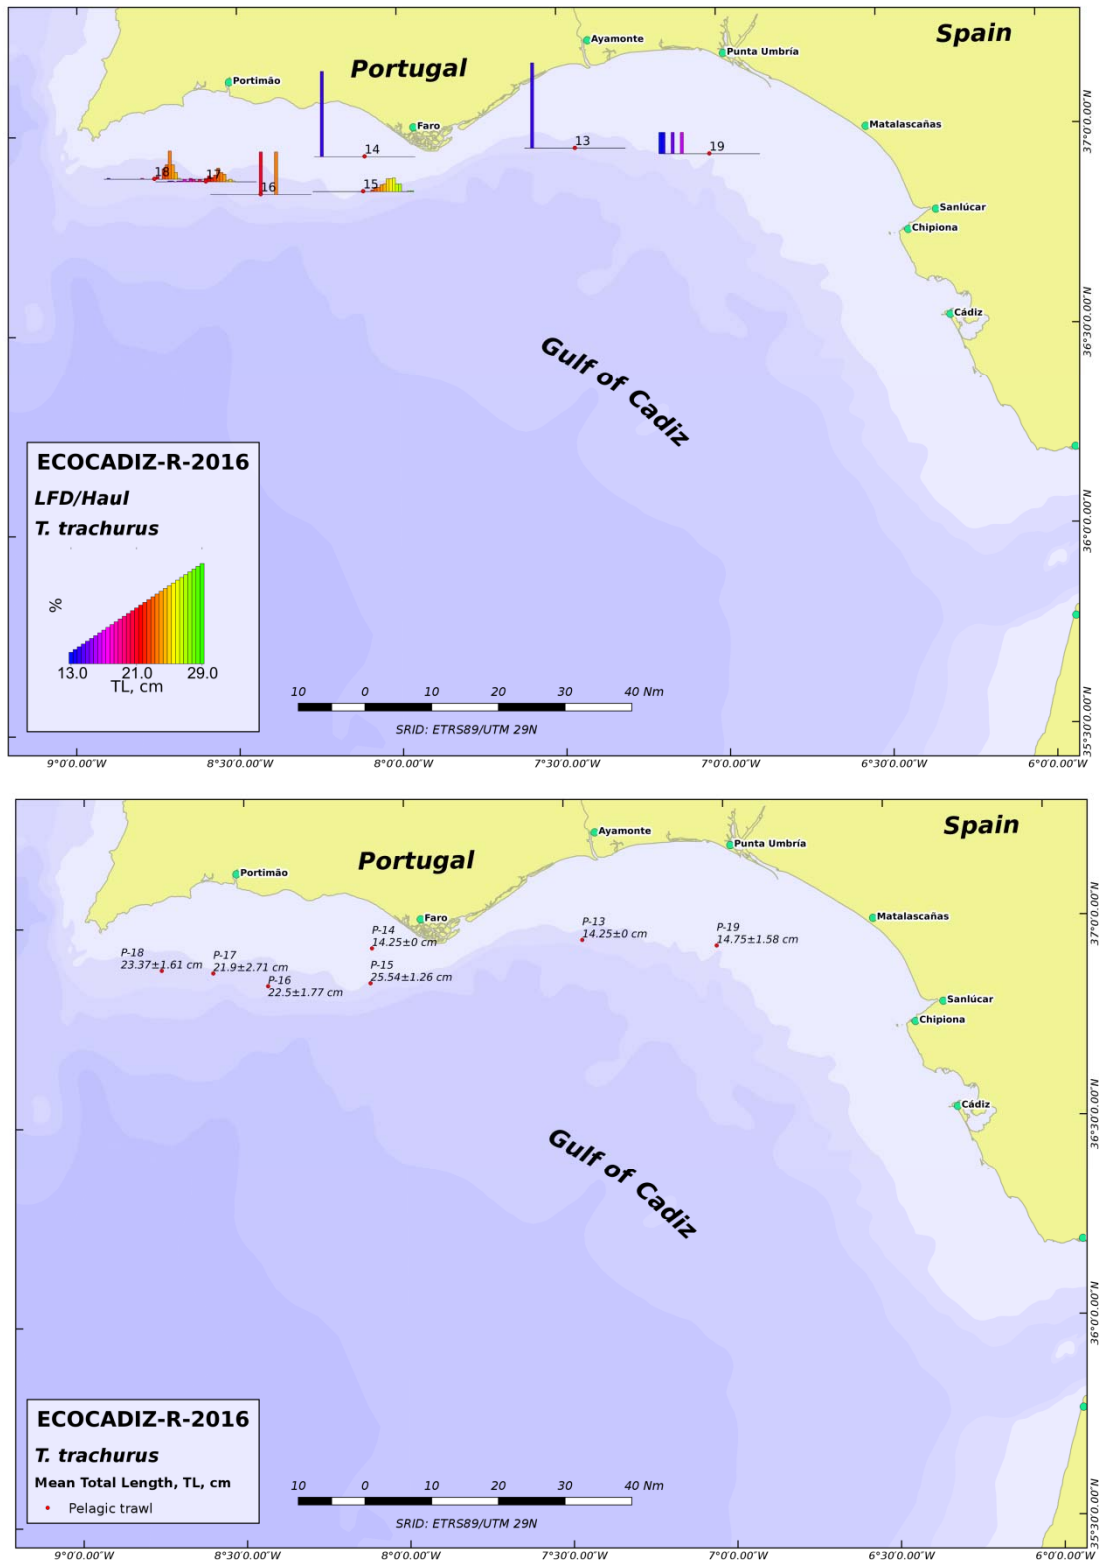 Spain
Ayamonte
Punta Umbría
Portugal
Portimão
Faro
Matalascañas
37°0'0.00"N
14
13
19
18
17
16
15
Sanlúcar
Chipiona
Cádiz
36°30'0.00"N
Gulf of Cadiz
ECOCADIZ-R-2016
LFD/Haul
T. trachurus
36°0'0.00"N
%
13.0 21.0 29.0
TL, cm
10 0 10 20 30 40 Nm
SRID: ETRS89/UTM 29N
35°30'0.00"N
9°0'0.00"W 8°30'0.00"W 8°0'0.00"W 7°30'0.00"W 7°0'0.00"W 6°30'0.00"W 6°0'0.00"W
Spain
Ayamonte
Punta Umbría
Portugal
Portimão
Faro
Matalascañas
37°0'0.00"N
P-14
14.25±0 cm
P-13
14.25±0 cm
P-19
14.75±1.58 cm
P-18
23.37±1.61 cm
P-17
21.9±2.71 cm
P-16
22.5±1.77 cm
P-15
25.54±1.26 cm
Sanlúcar
Chipiona
Cádiz
36°30'0.00"N
Gulf of Cadiz
36°0'0.00"N
ECOCADIZ-R-2016
T. trachurus
Mean Total Length, TL, cm
Pelagic trawl
10 0 10 20 30 40 Nm
SRID: ETRS89/UTM 29N
35°30'0.00"N
9°0'0.00"W 8°30'0.00"W 8°0'0.00"W 7°30'0.00"W 7°0'0.00"W 6°30'0.00"W 6°0'0.00"W